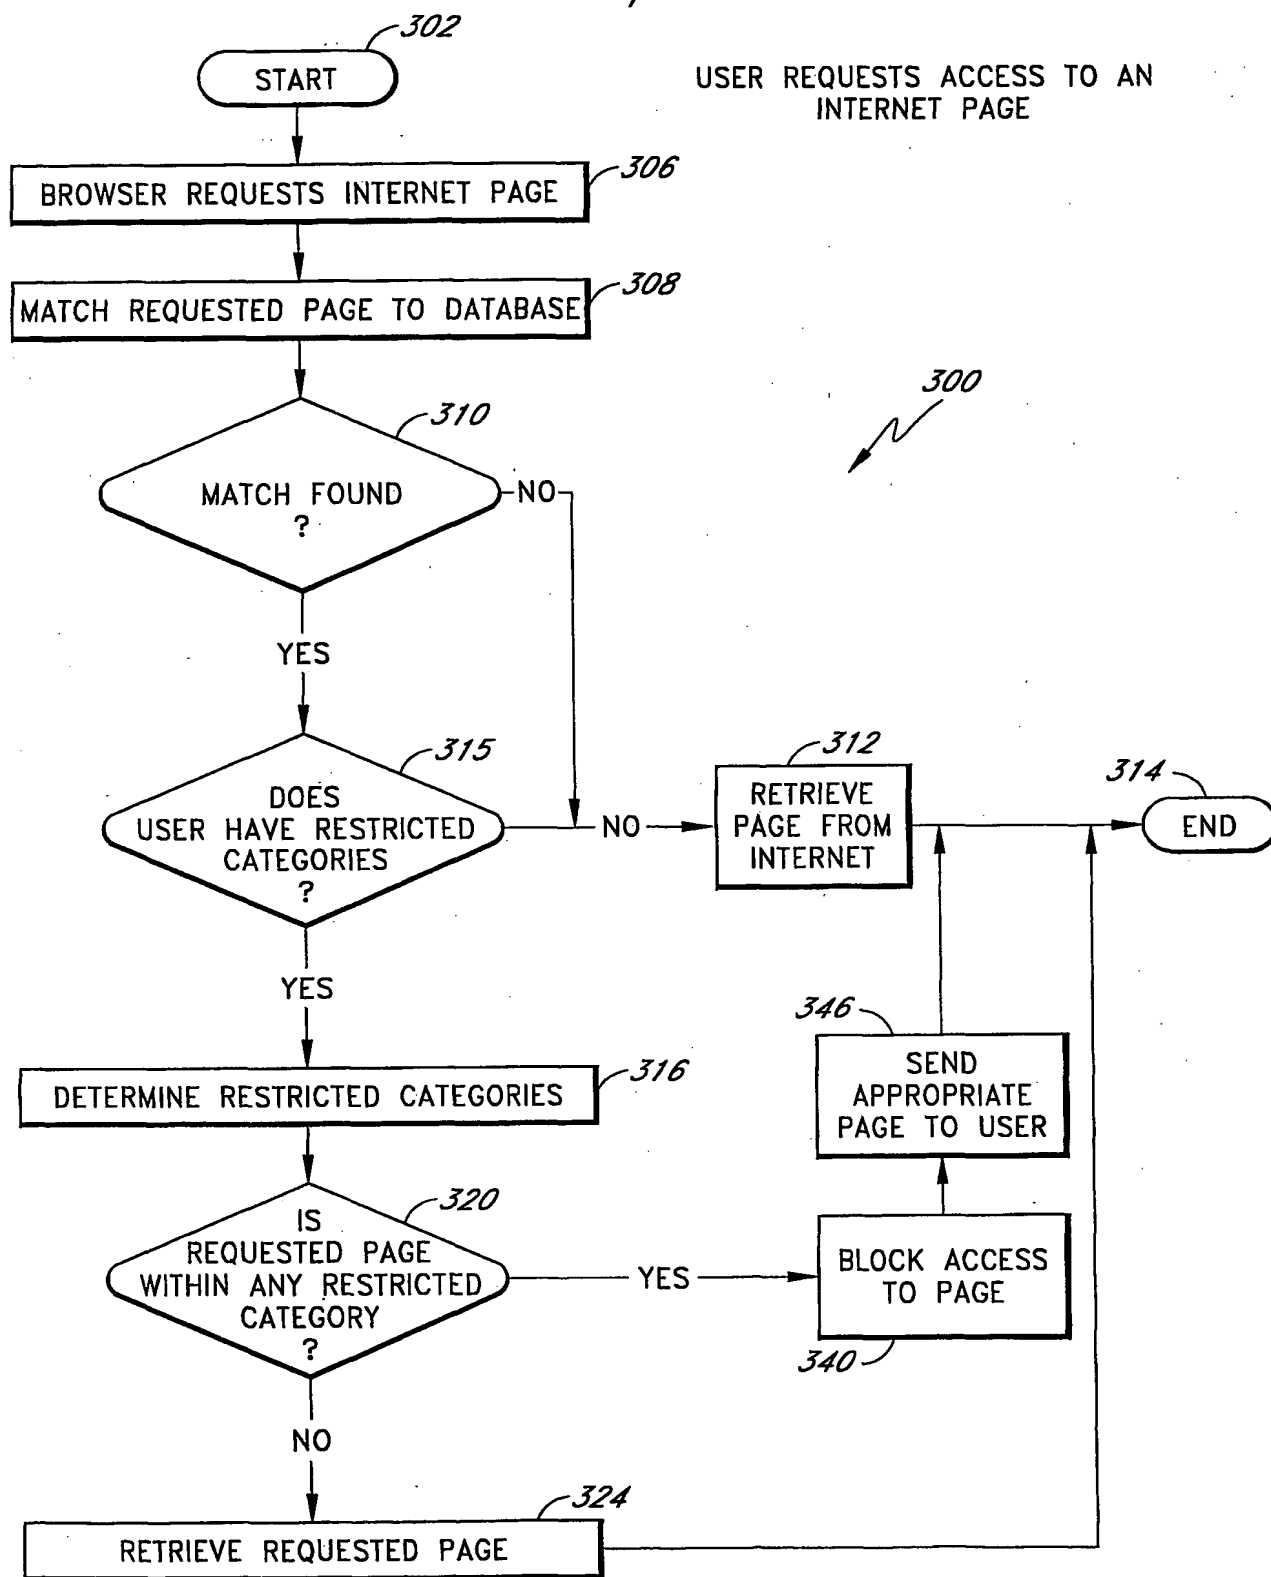 302
START
USER REQUESTS ACCESS TO AN
INTERNET PAGE
306
BROWSER REQUESTS INTERNET PAGE
308
MATCH REQUESTED PAGE TO DATABASE
300
310
MATCH FOUND
?
NO
YES
315
DOES
USER HAVE RESTRICTED
CATEGORIES
?
NO
312
RETRIEVE
PAGE FROM
INTERNET
314
END
YES
316
DETERMINE RESTRICTED CATEGORIES
346
SEND
APPROPRIATE
PAGE TO USER
320
IS
REQUESTED PAGE
WITHIN ANY RESTRICTED
CATEGORY
?
YES
BLOCK ACCESS
TO PAGE
340
NO
324
RETRIEVE REQUESTED PAGE